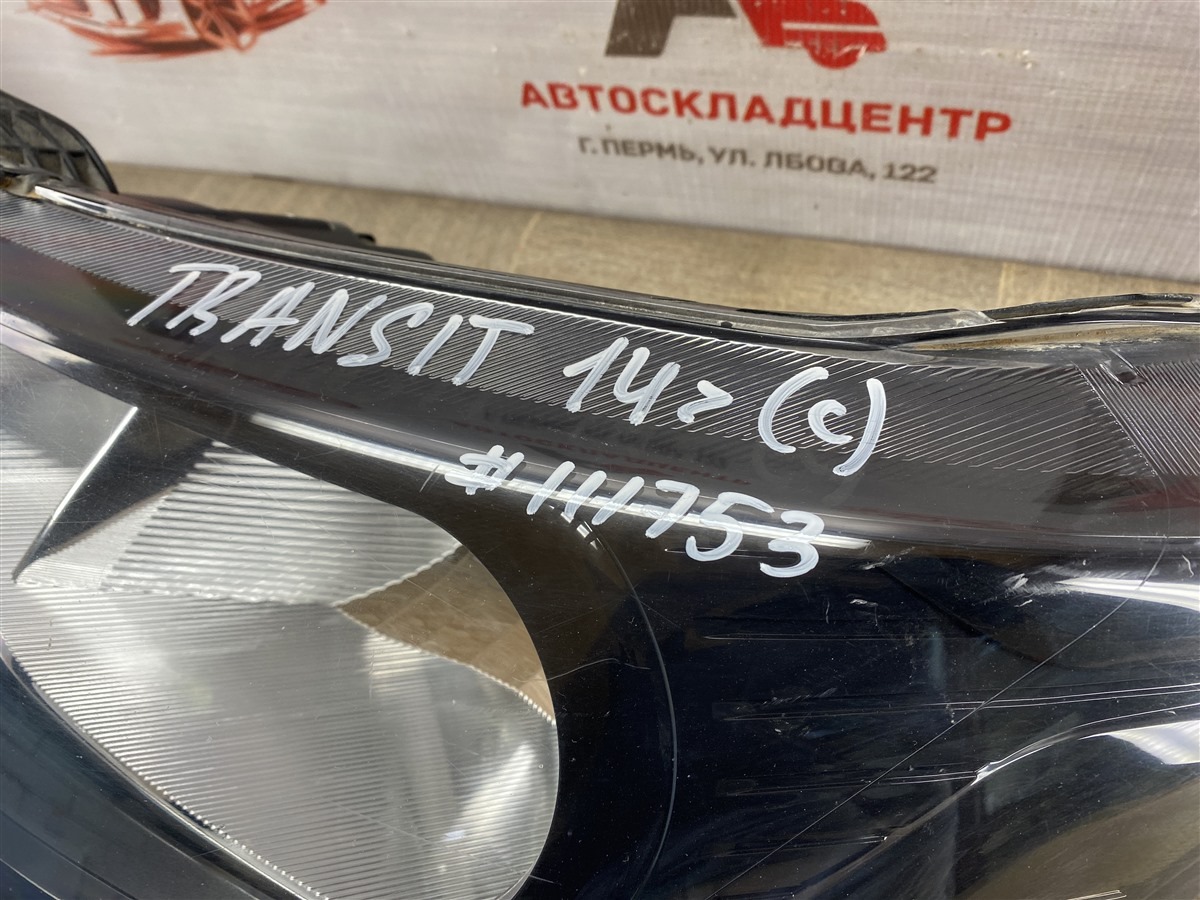 АВТОСКЛАДЦЕНТР
Г. ПЕРМЬ, УЛ. ЛБОВА, 122
TRANSIT 14г (с)
#111753